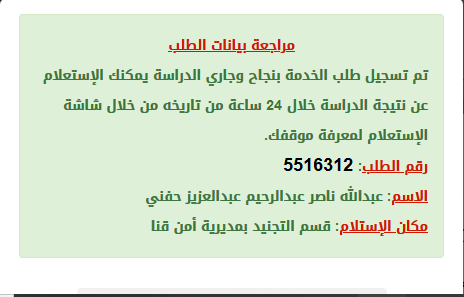 مراجعة بيانات الطلب
تم تسجيل طلب الخدمة بنجاح وجاري الدراسة يمكنك الإستعلام
عن نتيجة الدراسة خلال 24 ساعة من تاريخه من خلال شاشة
الإستعلام لمعرفة موقفك.
رقم الطلب: 5516312
الاسم: عبدالله ناصر عبدالرحيم عبدالعزيز حفني
مكان الإستلام: قسم التجنيد بمديرية أمن قنا